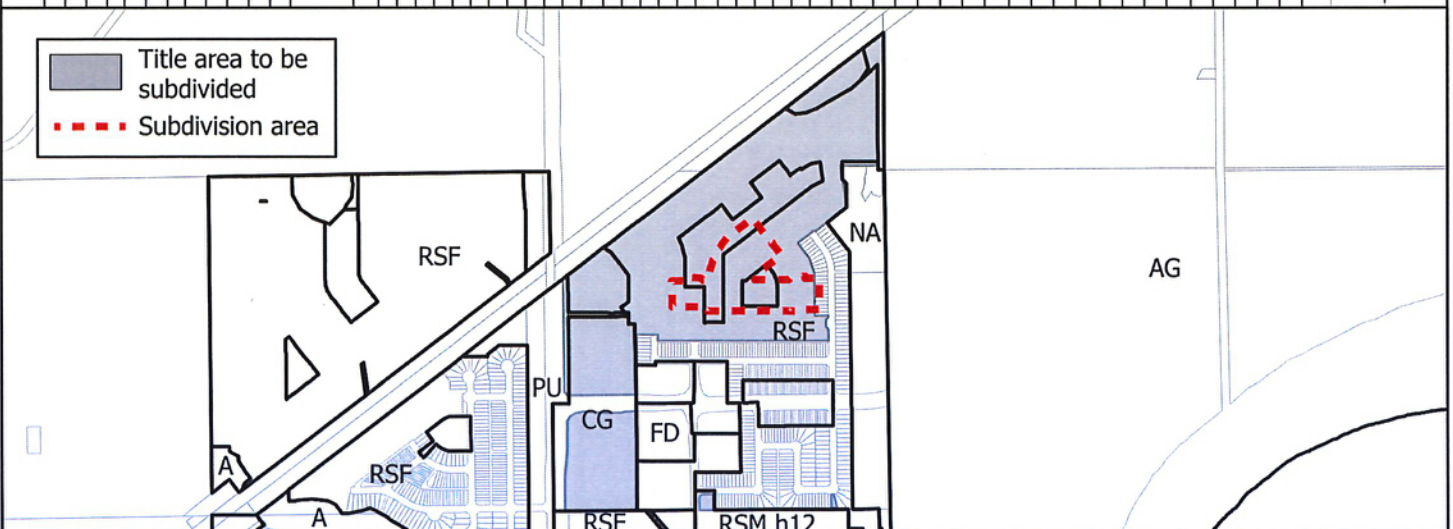 Title area to be
subdivided
Subdivision area
RSF
NA
AG
RSF
PU
CG
FD
RSF
A
A
RSF
RSM h12